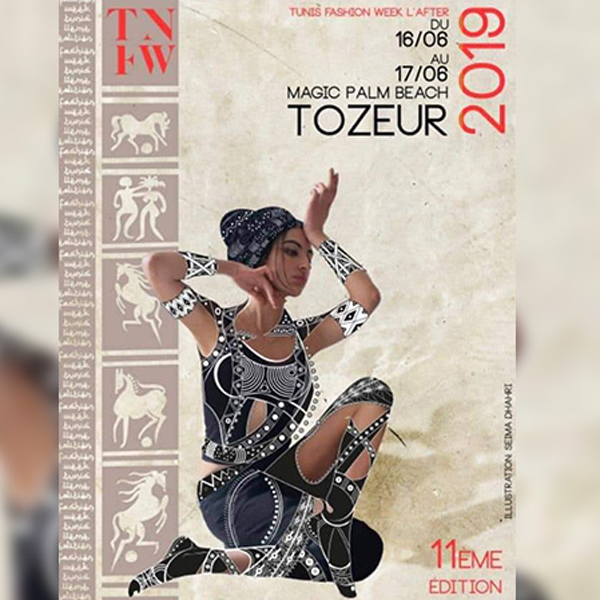 TN
FW
TUNIS FASHION WEEK L'AFTER
DU
16/06
AU
17/06
MAGIC PALM BEACH
TOZEUR
2019
ILLUSTRATION SEIMA DHAHRI
11ÈME
ÉDITION